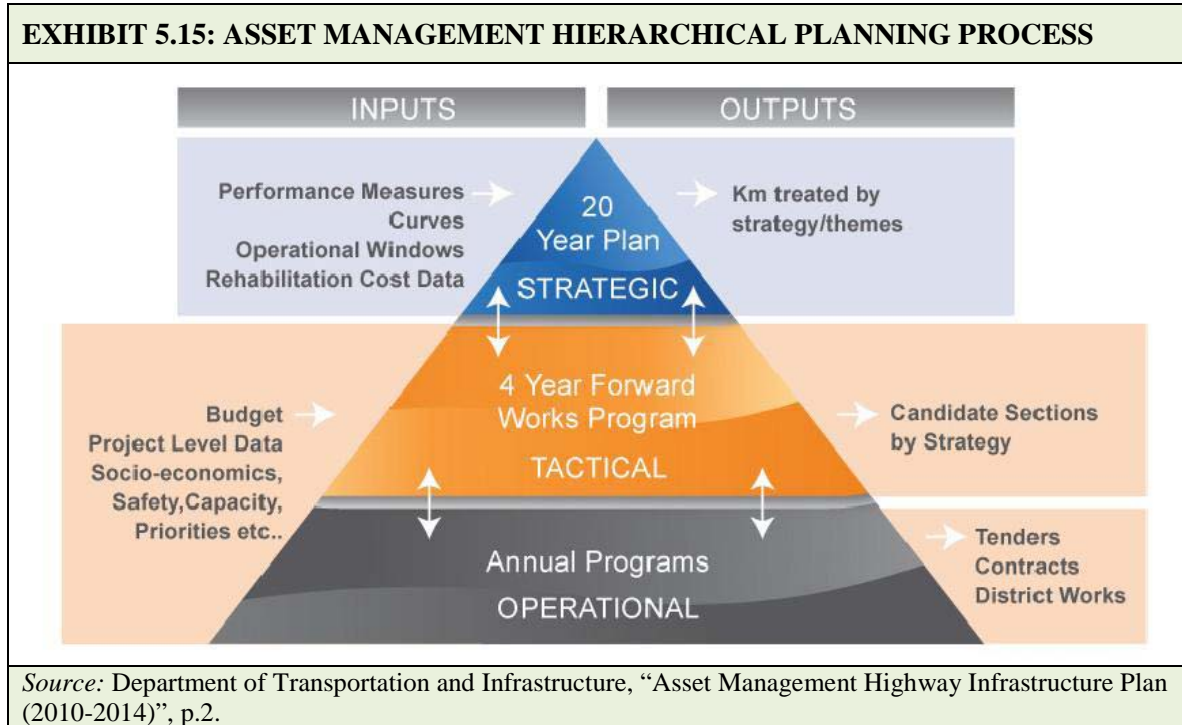 EXHIBIT 5.15: ASSET MANAGEMENT HIERARCHICAL PLANNING PROCESS
INPUTS
OUTPUTS
Performance Measures
Curves
Operational Windows
Rehabilitation Cost Data
20
Year Plan
STRATEGIC
Km treated by
strategy/themes
Budget
Project Level Data
Socio-economics,
Safety,Capacity,
Priorities etc..
4 Year Forward
Works Program
TACTICAL
Candidate Sections
by Strategy
Annual Programs
OPERATIONAL
Tenders
Contracts
District Works
Source: Department of Transportation and Infrastructure, “Asset Management Highway Infrastructure Plan
(2010-2014)”, p.2.